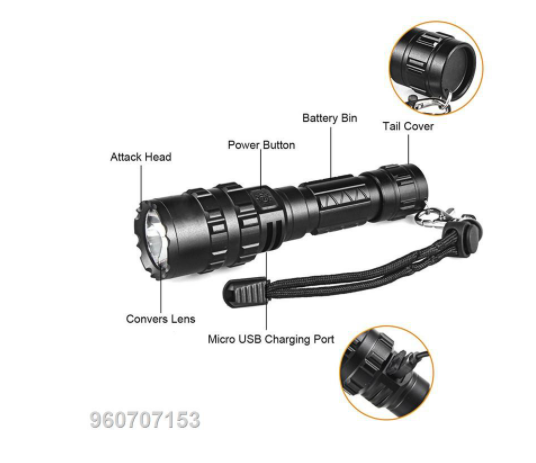 Battery Bin
Tail Cover
Power Button
Attack Head
Convers Lens
Micro USB Charging Port
960707153